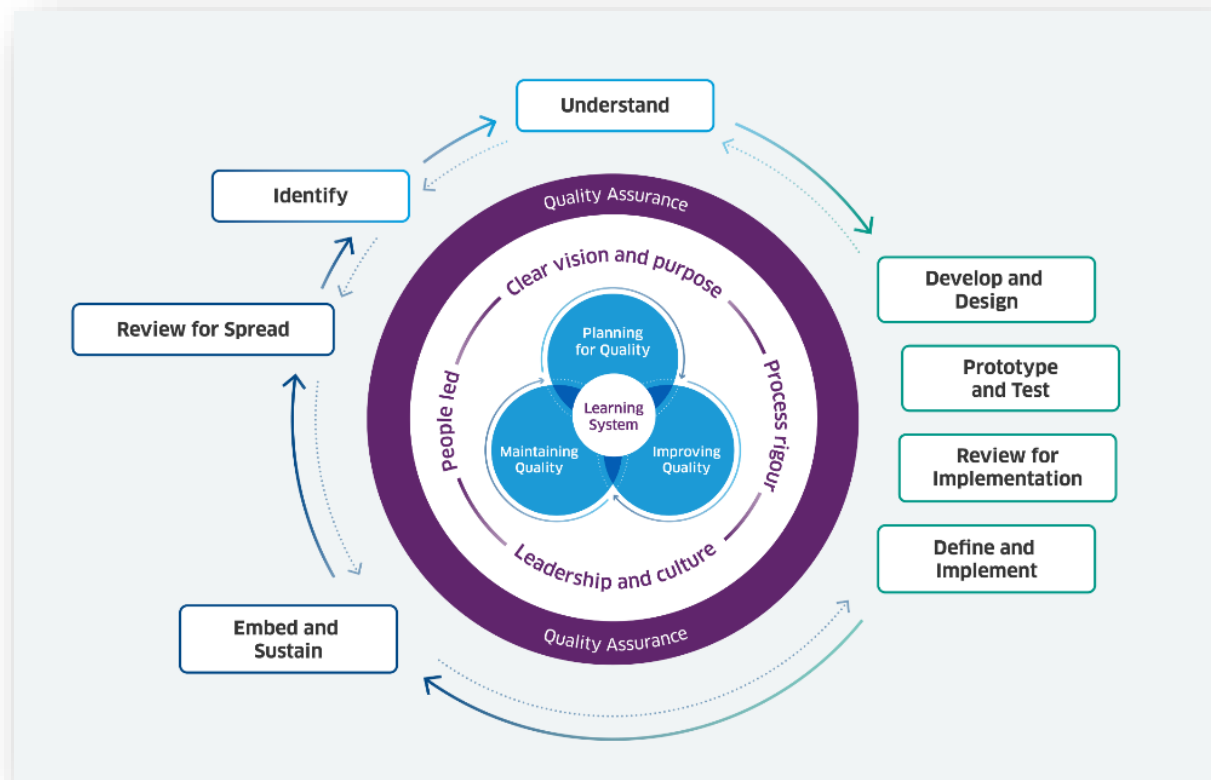 Understand
Identify
Quality Assurance
Clear vision and purpose
Develop and
Design
Review for Spread
Planning
for Quality
Prototype
and Test
People led
Process rigour
Learning
System
Maintaining
Quality
Improving
Quality
Review for
Implementation
Leadership and culture
Define and
Implement
Embed and
Sustain
Quality Assurance